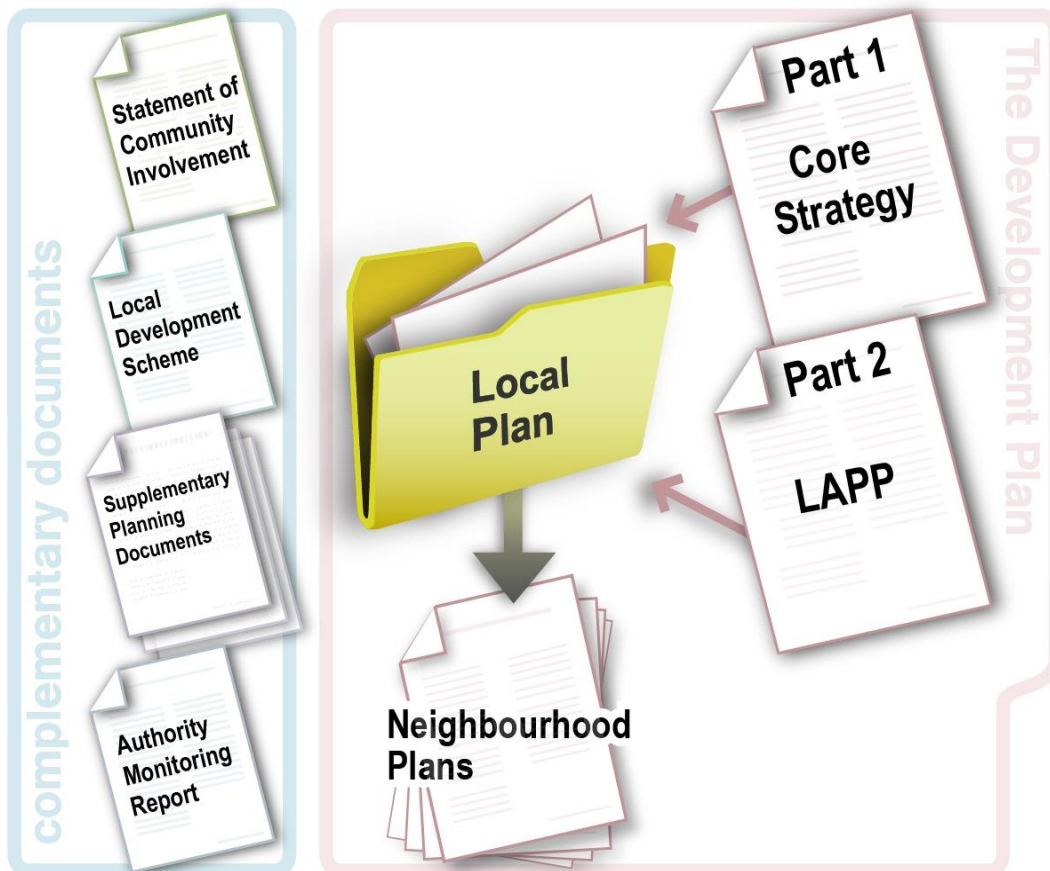 complementary documents
Statement of
Community
Involvement
Local
Development
Scheme
Supplementary
Planning
Documents
Authority
Monitoring
Report
The Development Plan
Part 1
Core
Strategy
Part 2
LAPP
Local
Plan
Neighbourhood
Plans